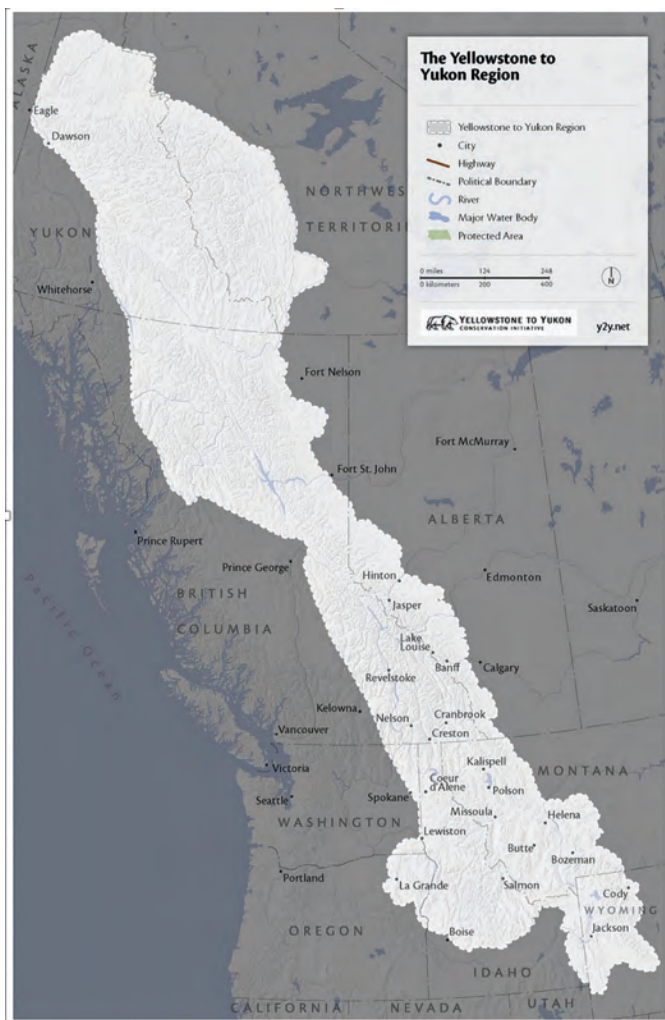 The Yellowstone to
Yukon Region
Yellowstone to Yukon Region
City
Highway
Political Boundary
River
Major Water Body
Protected Area
0 miles 124 248
0 kilometers 200 400
N
YELLOWSTONE TO YUKON
CONSERVATION INITIATIVE
y2y.net
ALASKA
Eagle
Dawson
NORTHWES
TERRITORI
YUKON
Whitehorse
Fort Nelson
Fort McMurray
Fort St. John
ALBERTA
Prince Rupert
Prince George
Hinton
Edmonton
BRITISH
COLUMBIA
Jasper
Saskatoon
Pacific Ocean
Lake
Louise
Banff
Calgary
Revelstoke
Kelowna
Nelson
Cranbrook
Creston
Vancouver
Kalispell
MONTANA
Victoria
Coeur
d'Alene
Polson
Seattle
Spokane
Missoula
Helena
WASHINGTON
Lewiston
Butte
Bozeman
Portland
La Grande
Salmon
Cody
WYOMING
Jackson
OREGON
Boise
IDAHO
CALIFORNIA
NEVADA
UTAH